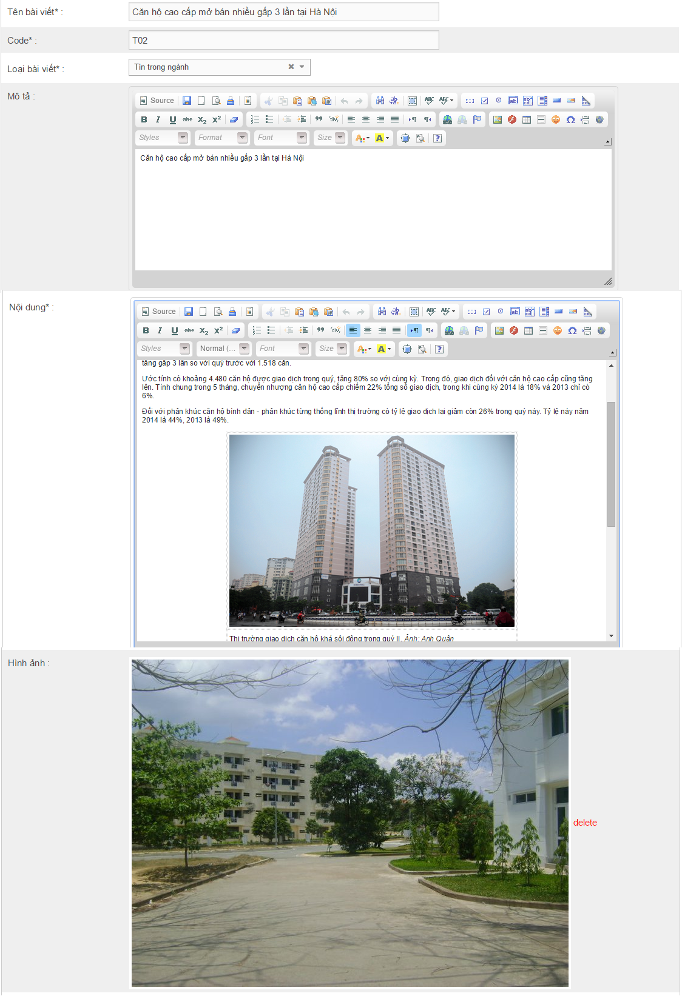 Tên bài viết* :
Căn hộ cao cấp mở bán nhiều gấp 3 lần tại Hà Nội
Code* :
T02
Loại bài viết* :
Tin trong ngành
Mô tả :
Source
Styles Format Font Size
Căn hộ cao cấp mở bán nhiều gấp 3 lần tại Hà Nội
Nội dung* :
Source
Styles Normal (... Font Size
tăng gấp 3 lần so với quý trước với 1.518 căn.
Ước tính có khoảng 4.480 căn hộ được giao dịch trong quý, tăng 80% so với cùng kỳ. Trong đó, giao dịch đối với căn hộ cao cấp cũng tăng
lên. Tính chung trong 5 tháng, chuyển nhượng căn hộ cao cấp chiếm 22% tổng số giao dịch, trong khi cùng kỳ 2014 là 18% và 2013 chỉ có
6%.
Đối với phân khúc căn hộ bình dân - phân khúc từng thống lĩnh thị trường có tỷ lệ giao dịch lại giảm còn 26% trong quý này. Tỷ lệ này năm
2014 là 44%, 2013 là 49%.
Thị trường giao dịch căn hộ khá sôi động trong quý II. Ảnh: Anh Quân
Hình ảnh :
delete